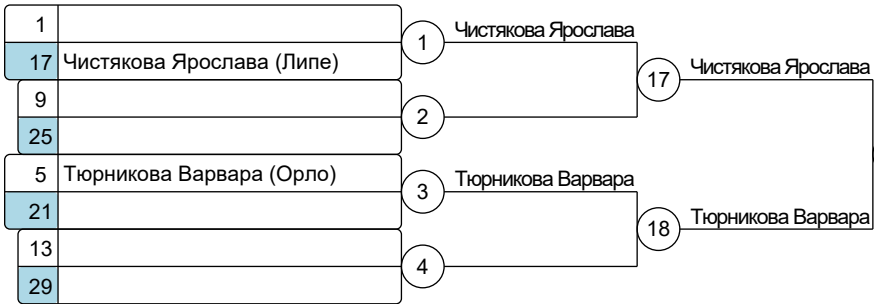 1
17 Чистякова Ярослава (Липе)
1
Чистякова Ярослава
9
25
2
17
Чистякова Ярослава
5 Тюрникова Варвара (Орло)
21
3
Тюрникова Варвара
13
29
4
18
Тюрникова Варвара